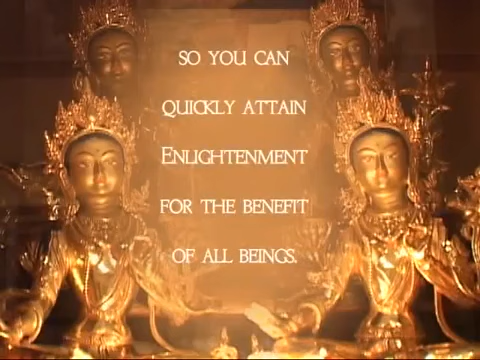 SO YOU CAN
QUICKLY ATTAIN
ENLIGHTENMENT
FOR THE BENEFIT
OF ALL BEINGS.